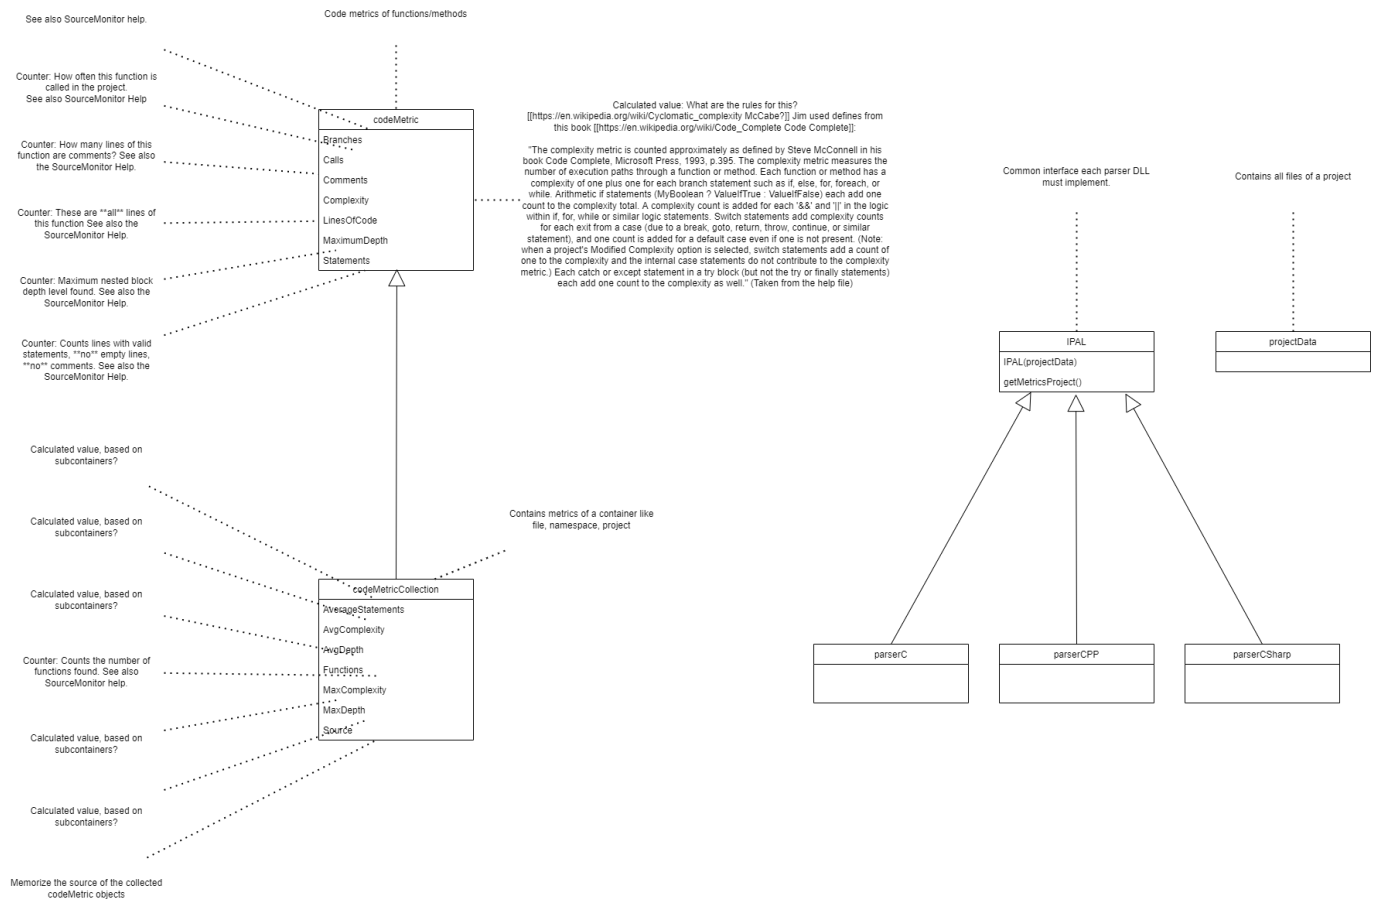 See also SourceMonitor help.
Code metrics of functions/methods
Counter: How often this function is
called in the project.
See also SourceMonitor Help
Counter: How many lines of this
function are comments? See also
the SourceMonitor Help.
Counter: These are **all** lines of
this function See also the
SourceMonitor Help.
Counter: Maximum nested block
depth level found. See also the
SourceMonitor Help.
Counter: Counts lines with valid
statements, **no** empty lines,
**no** comments. See also the
SourceMonitor Help.
codeMetric
Branches
Calls
Comments
Complexity
LinesOfCode
MaximumDepth
Statements
Calculated value: What are the rules for this?
[[https://en.wikipedia.org/wiki/Cyclomatic_complexity McCabe?]] Jim used defines from
this book [[https://en.wikipedia.org/wiki/Code_Complete Code Complete]]:
"The complexity metric is counted approximately as defined by Steve McConnell in his
book Code Complete, Microsoft Press, 1993, p.395. The complexity metric measures the
number of execution paths through a function or method. Each function or method has a
complexity of one plus one for each branch statement such as if, else, for, foreach, or
while. Arithmetic if statements (MyBoolean ? ValueIfTrue : ValueIfFalse) each add one
count to the complexity total. A complexity count is added for each '&&' and '||' in the logic
within if, for, while or similar logic statements. Switch statements add complexity counts
for each exit from a case (due to a break, goto, return, throw, continue, or similar
statement), and one count is added for a default case even if one is not present. (Note:
when a project's Modified Complexity option is selected, switch statements add a count of
one to the complexity and the internal case statements do not contribute to the complexity
metric.) Each catch or except statement in a try block (but not the try or finally statements)
each add one count to the complexity as well." (Taken from the help file)
Common interface each parser DLL
must implement.
Contains all files of a project
IPAL
IPAL(projectData)
getMetricsProject()
projectData
Calculated value, based on
subcontainers?
Calculated value, based on
subcontainers?
Calculated value, based on
subcontainers?
Counter: Counts the number of
functions found. See also
SourceMonitor help.
Calculated value, based on
subcontainers?
Calculated value, based on
subcontainers?
Memorize the source of the collected
codeMetric objects
Contains metrics of a container like
file, namespace, project
codeMetricCollection
AverageStatements
AvgComplexity
AvgDepth
Functions
MaxComplexity
MaxDepth
Source
parserC
parserCPP
parserCSharp